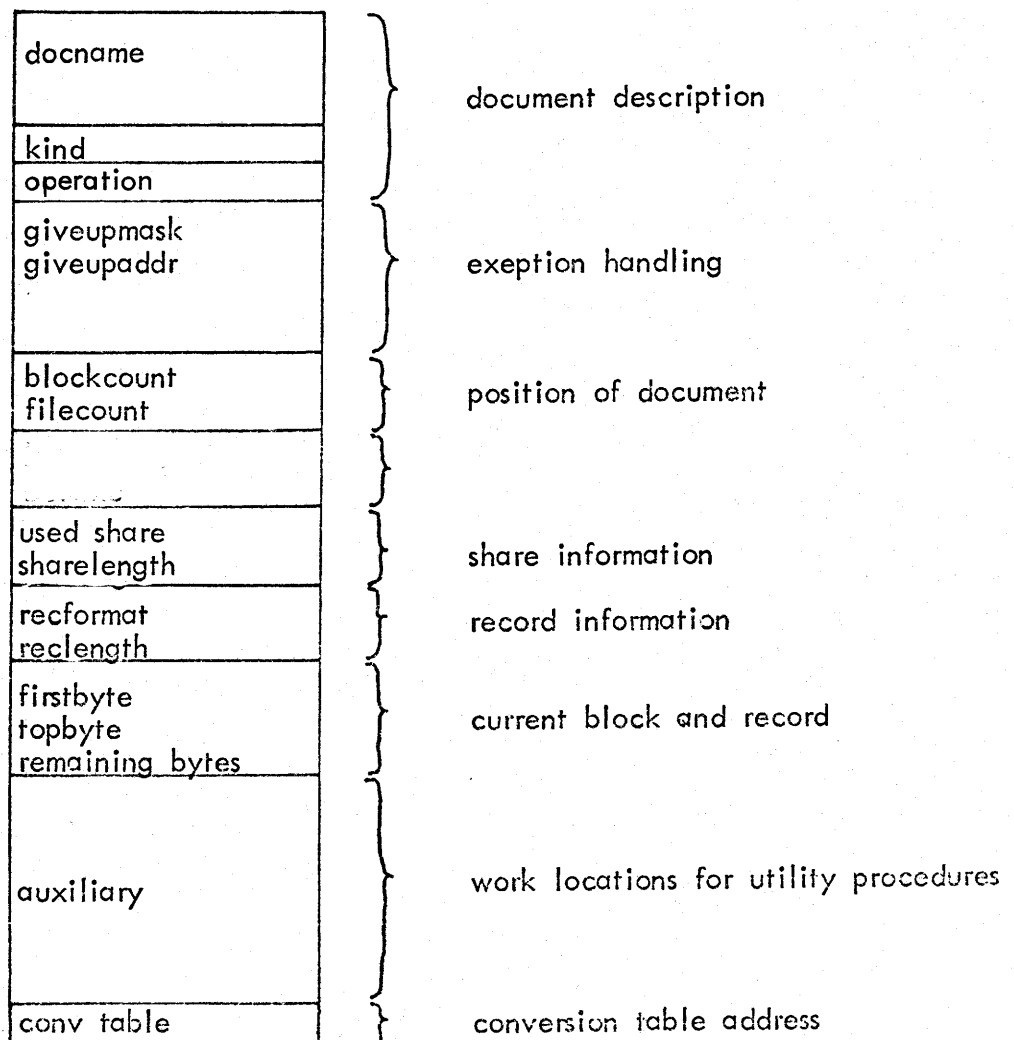 docname
document description
kind
operation
giveupmask
giveupaddr
exeption handling
blockcount
filecount
position of document
used share
sharelength
share information
recformat
reclength
record information
firstbyte
topbyte
remaining bytes
current block and record
auxiliary
work locations for utility procedures
conv table
conversion table address